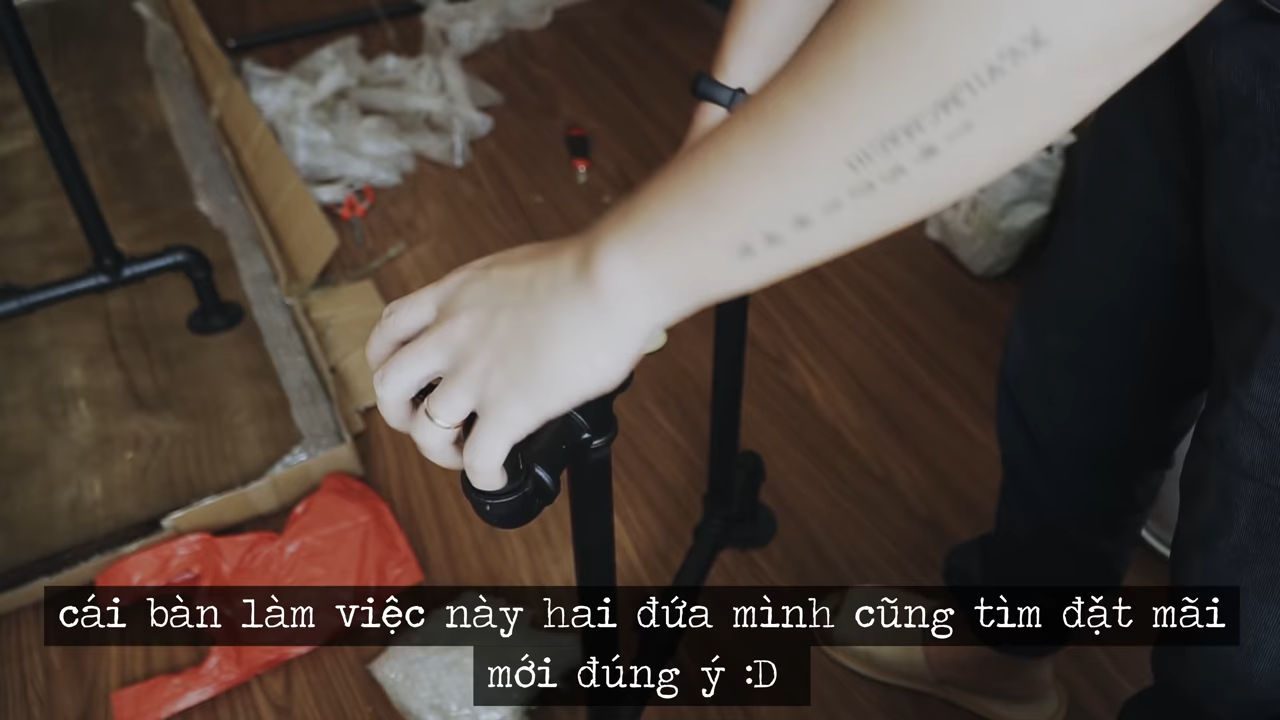 cái bàn làm việc này hai đứa mình cũng tìm đặt mãi
mới đúng ý :D